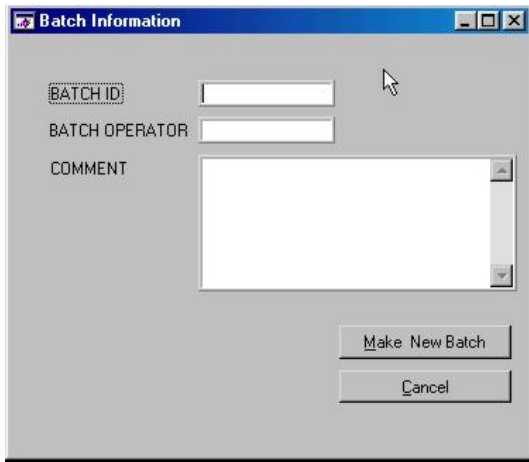 Batch Information
BATCH ID
BATCH OPERATOR
COMMENT
Make New Batch
Cancel